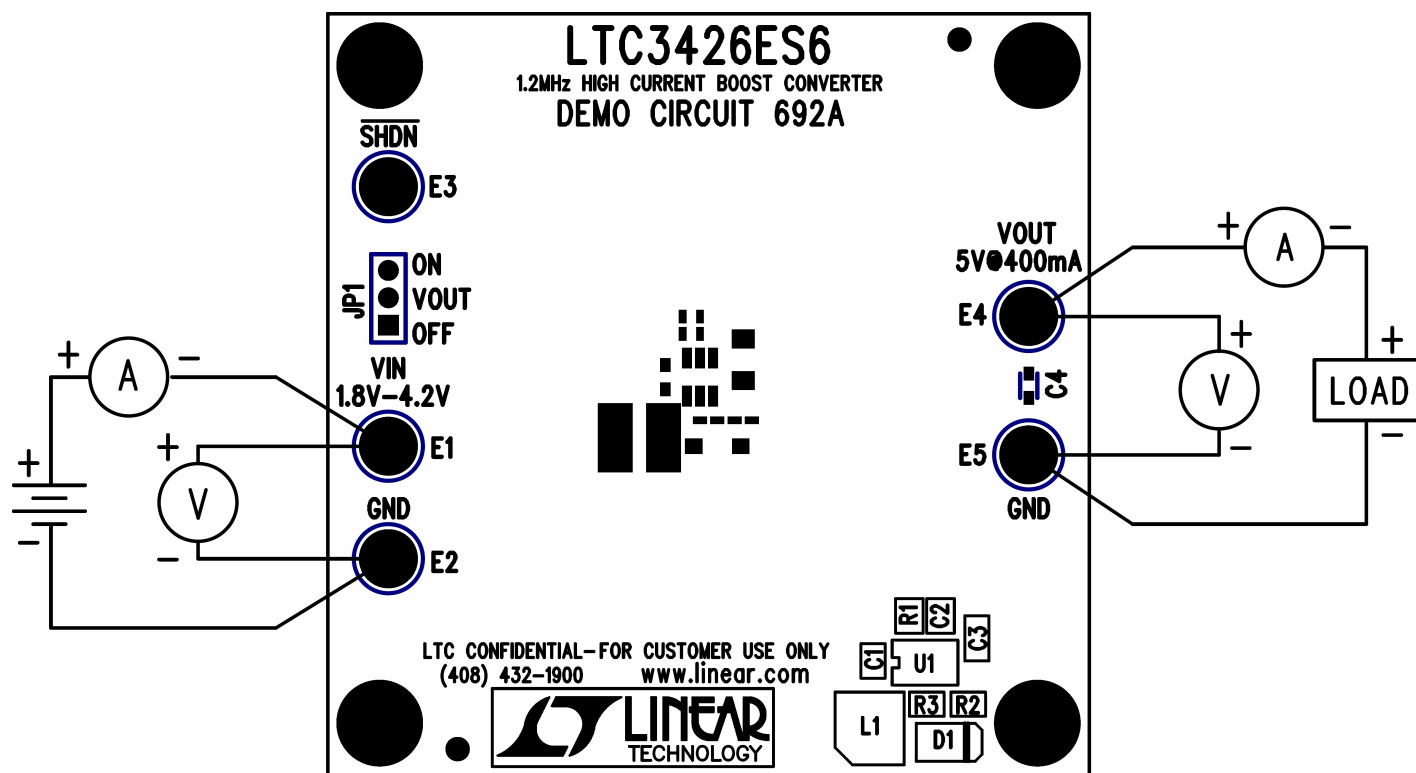 LTC3426ES6
1.2MHz HIGH CURRENT BOOST CONVERTER
DEMO CIRCUIT 692A
SHDN
E3
JP1
ON
VOUT
OFF
VIN
1.8V-4.2V
E1
GND
E2
+ A -
+ V -
+
-
VOUT
5V@400mA
E4
C4
E5
GND
+ A -
+ V -
+
LOAD
-
R1
C2
C3
C1
U1
R3
R2
L1
D1
LTC CONFIDENTIAL-FOR CUSTOMER USE ONLY
(408) 432-1900 www.linear.com
LINEAR
TECHNOLOGY